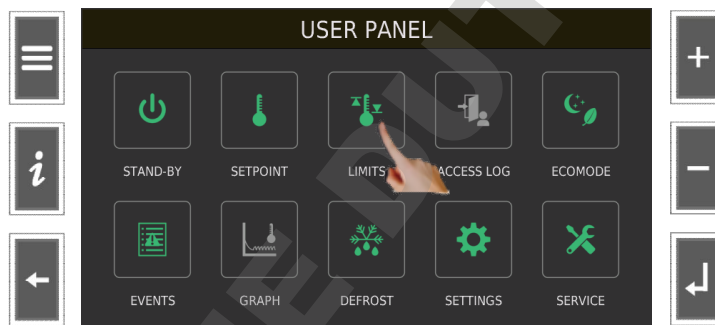 USER PANEL
STAND-BY
SETPOINT
LIMITS
ACCESS LOG
ECOMODE
EVENTS
GRAPH
DEFROST
SETTINGS
SERVICE